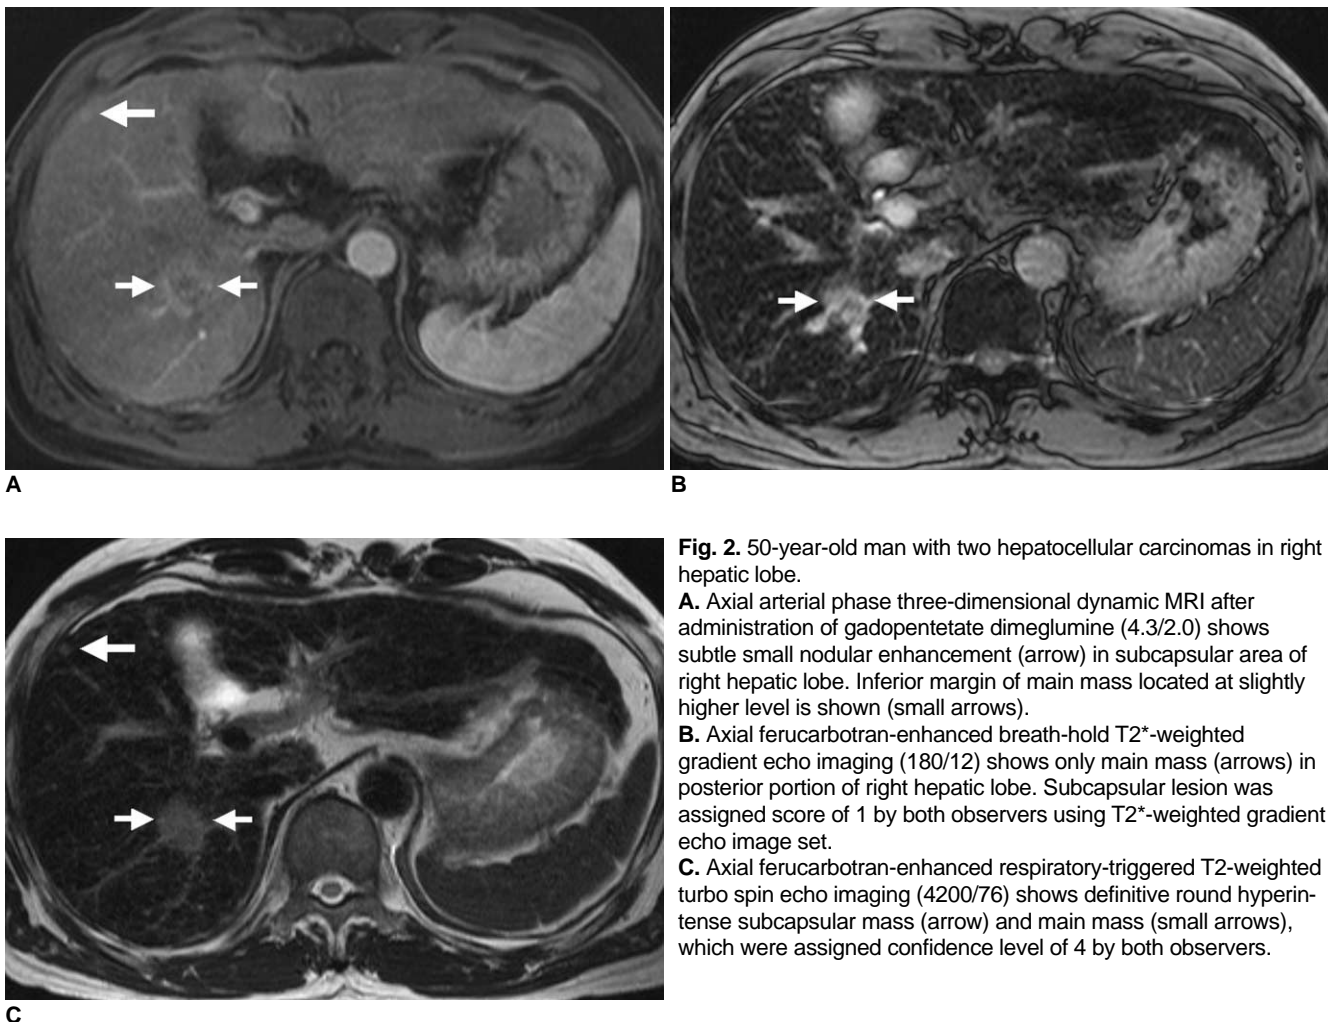 A
B
C
Fig. 2. 50-year-old man with two hepatocellular carcinomas in right
hepatic lobe.
A. Axial arterial phase three-dimensional dynamic MRI after
administration of gadopentetate dimeglumine (4.3/2.0) shows
subtle small nodular enhancement (arrow) in subcapsular area of
right hepatic lobe. Inferior margin of main mass located at slightly
higher level is shown (small arrows).
B. Axial ferucarbotran-enhanced breath-hold T2*-weighted
gradient echo imaging (180/12) shows only main mass (arrows) in
posterior portion of right hepatic lobe. Subcapsular lesion was
assigned score of 1 by both observers using T2*-weighted gradient
echo image set.
C. Axial ferucarbotran-enhanced respiratory-triggered T2-weighted
turbo spin echo imaging (4200/76) shows definitive round hyperin-
tense subcapsular mass (arrow) and main mass (small arrows),
which were assigned confidence level of 4 by both observers.